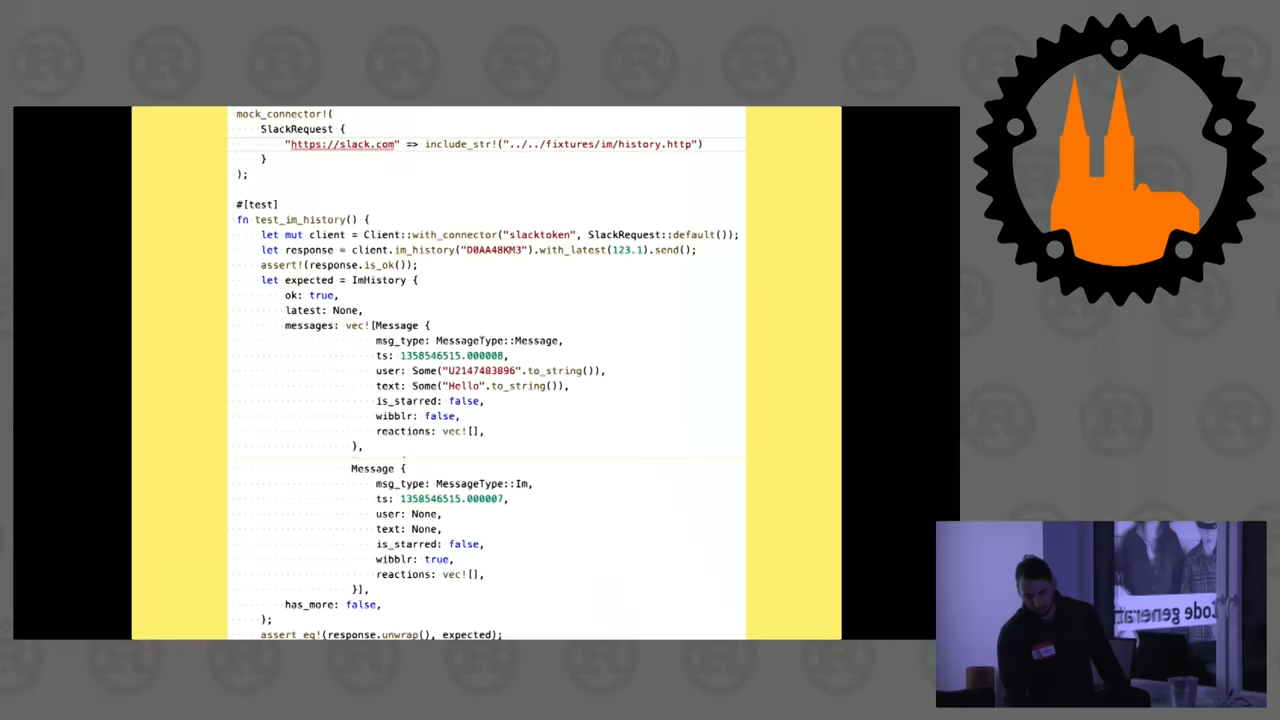 mock_connector!(
SlackRequest {
"https://slack.com" => include_str!("../../fixtures/im/history.http")
}
);
#[test]
fn test_im_history() {
let mut client = Client::with_connector("slacktoken", SlackRequest::default());
let response = client.im_history("D0AA48KM3").with_latest(123.1).send();
assert!(response.is_ok());
let expected = ImHistory {
ok: true,
latest: None,
messages: vec![Message {
msg_type: MessageType::Message,
ts: 1358546515.000008,
user: Some("U2147483896".to_string()),
text: Some("Hello".to_string()),
is_starred: false,
wibblr: false,
reactions: vec![],
},
Message {
msg_type: MessageType::Im,
ts: 1358546515.000007,
user: None,
text: None,
is_starred: false,
wibblr: true,
reactions: vec![],
}],
has_more: false,
};
assert_eq!(response.unwrap(), expected);
Code generati